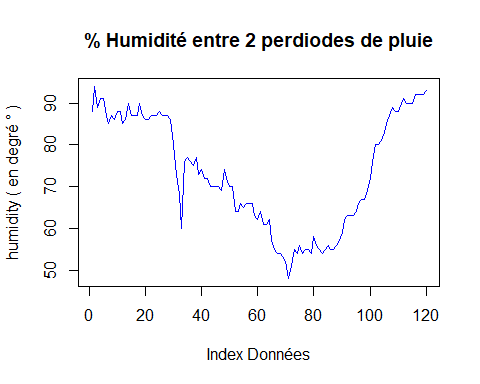 % Humidité entre 2 perdiodes de pluie
humidity ( en degré ° )
90
80
70
60
50
0 20 40 60 80 100 120
Index Données